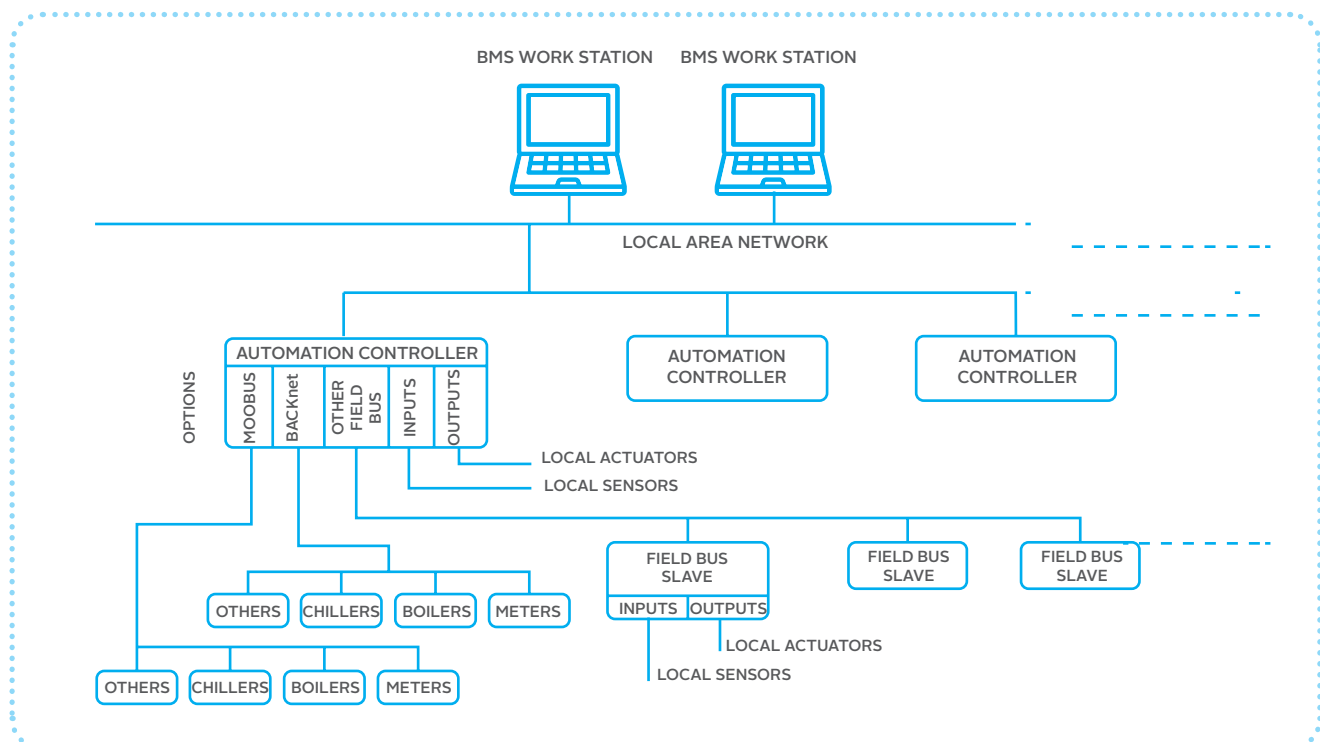 BMS WORK STATION
BMS WORK STATION
LOCAL AREA NETWORK
AUTOMATION CONTROLLER
OPTIONS
MOOBUS
BACKnet
OTHER
FIELD
BUS
INPUTS
OUTPUTS
AUTOMATION
CONTROLLER
AUTOMATION
CONTROLLER
LOCAL ACTUATORS
LOCAL SENSORS
FIELD BUS
SLAVE
INPUTS
OUTPUTS
FIELD BUS
SLAVE
FIELD BUS
SLAVE
OTHERS
CHILLERS
BOILERS
METERS
LOCAL ACTUATORS
LOCAL SENSORS
OTHERS
CHILLERS
BOILERS
METERS